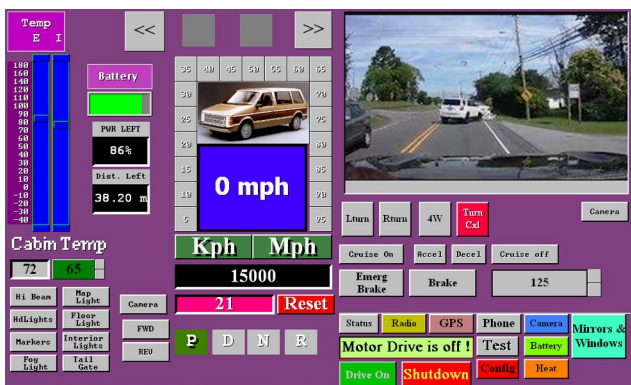 Temp
E I
<<
>>
180
160
140
120
110
100
90
80
70
60
50
40
30
20
10
0
-10
-20
-30
-40
Battery
PWR LEFT
86%
Dist. Left
38.20 m
35 40 45 50 55 60 65
30 70
25 75
20 80
15 85
10 90
5 95
0 mph
Kph Mph
15000
21 Reset
P D N R
Cabin Temp
72 65
Hi Beam
Map
Light
HdLights
Floor
Light
Markers
Interior
Lights
Fog
Light
Tail
Gate
Camera
FWD
REV
Lturn Rturn 4W
Turn
Cxl
Camera
Cruise On Accel Decel Cruise off
Emerg
Brake
Brake 125
Status Radio GPS Phone Camera
Mirrors &
Windows
Motor Drive is off ! Test Battery
Drive On Shutdown Config Heat